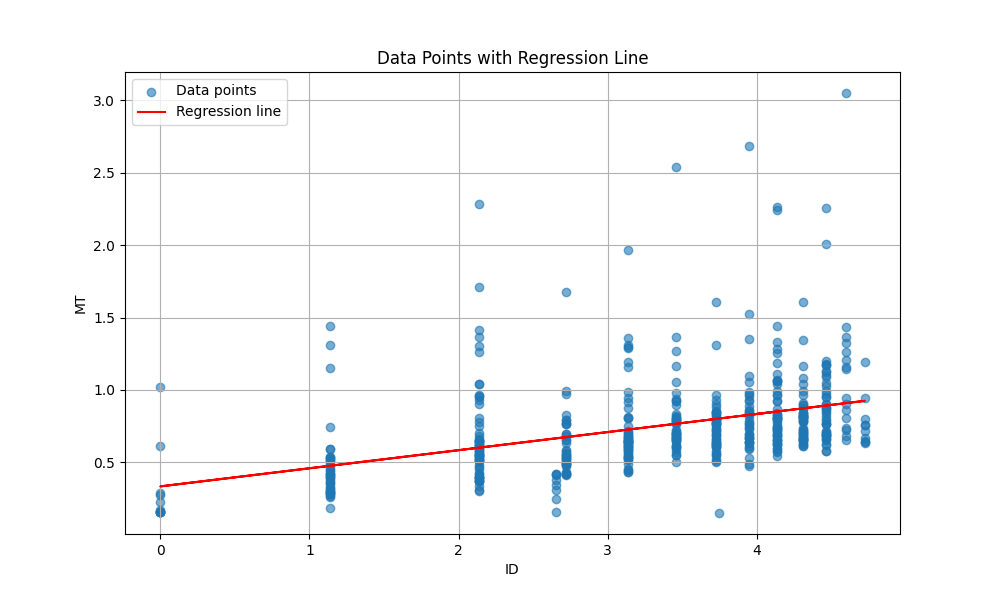 Data Points with Regression Line
Data points
Regression line
3.0
2.5
2.0
1.5
1.0
0.5
MT
0 1 2 3 4
ID